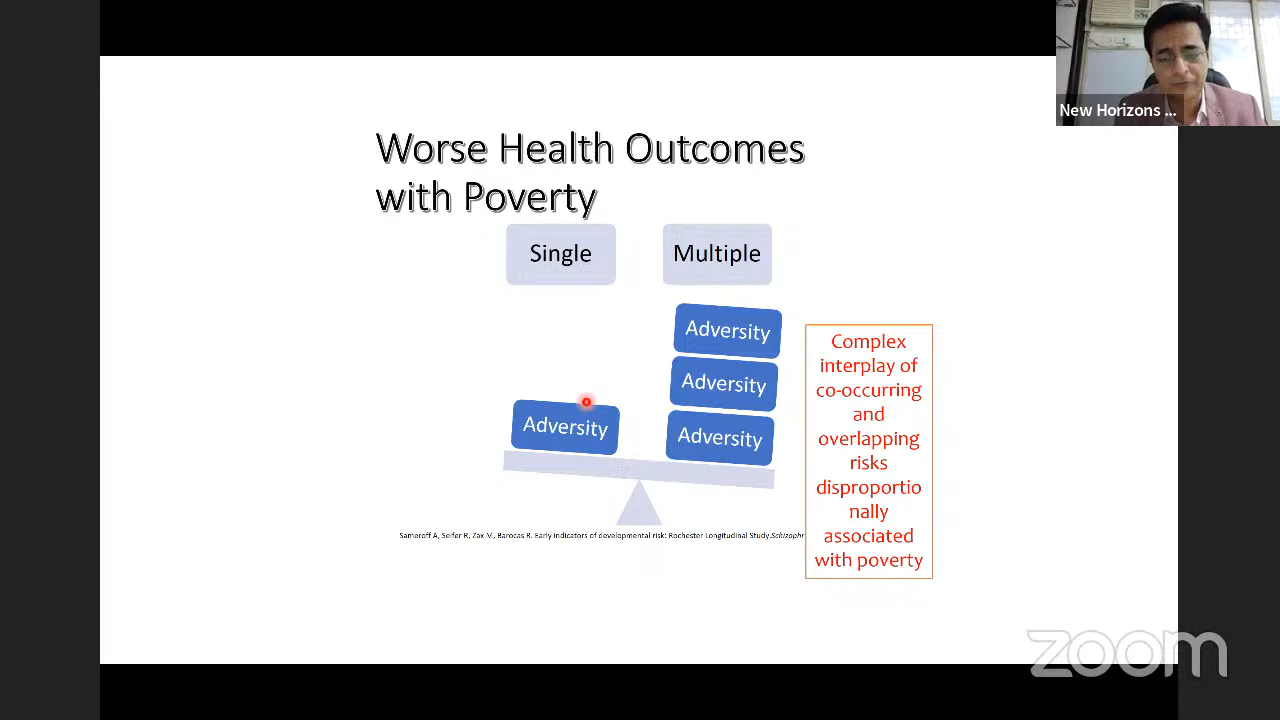 New Horizons ...
Worse Health Outcomes
with Poverty
Single
Multiple
Adversity
Adversity
Adversity
Adversity
Complex
interplay of
co-occurring
and
overlapping
risks
disproportio
nally
associated
with poverty
Sameroff A, Seifer R, Zax M, Barocas R. Early indicators of developmental risk: Rochester Longitudinal Study.Schizophr
zoom